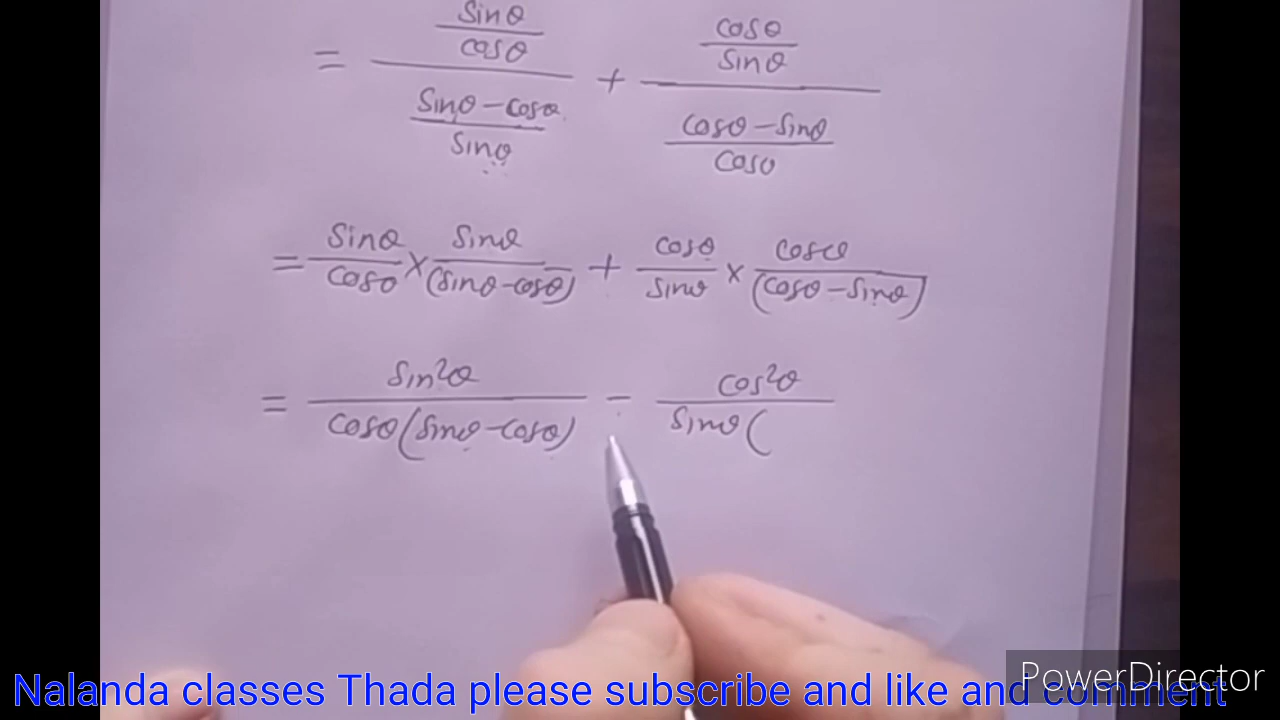 = (sinθ/cosθ)/((sinθ-cosθ)/sinθ) + (cosθ/sinθ)/((cosθ-sinθ)/cosθ)
= sinθ/cosθ × sinθ/(sinθ-cosθ) + cosθ/sinθ × cosθ/(cosθ-sinθ)
= sin²θ/cosθ(sinθ-cosθ) - cos²θ/sinθ(
PowerDirector
Nalanda classes Thada please subscribe and like and comment